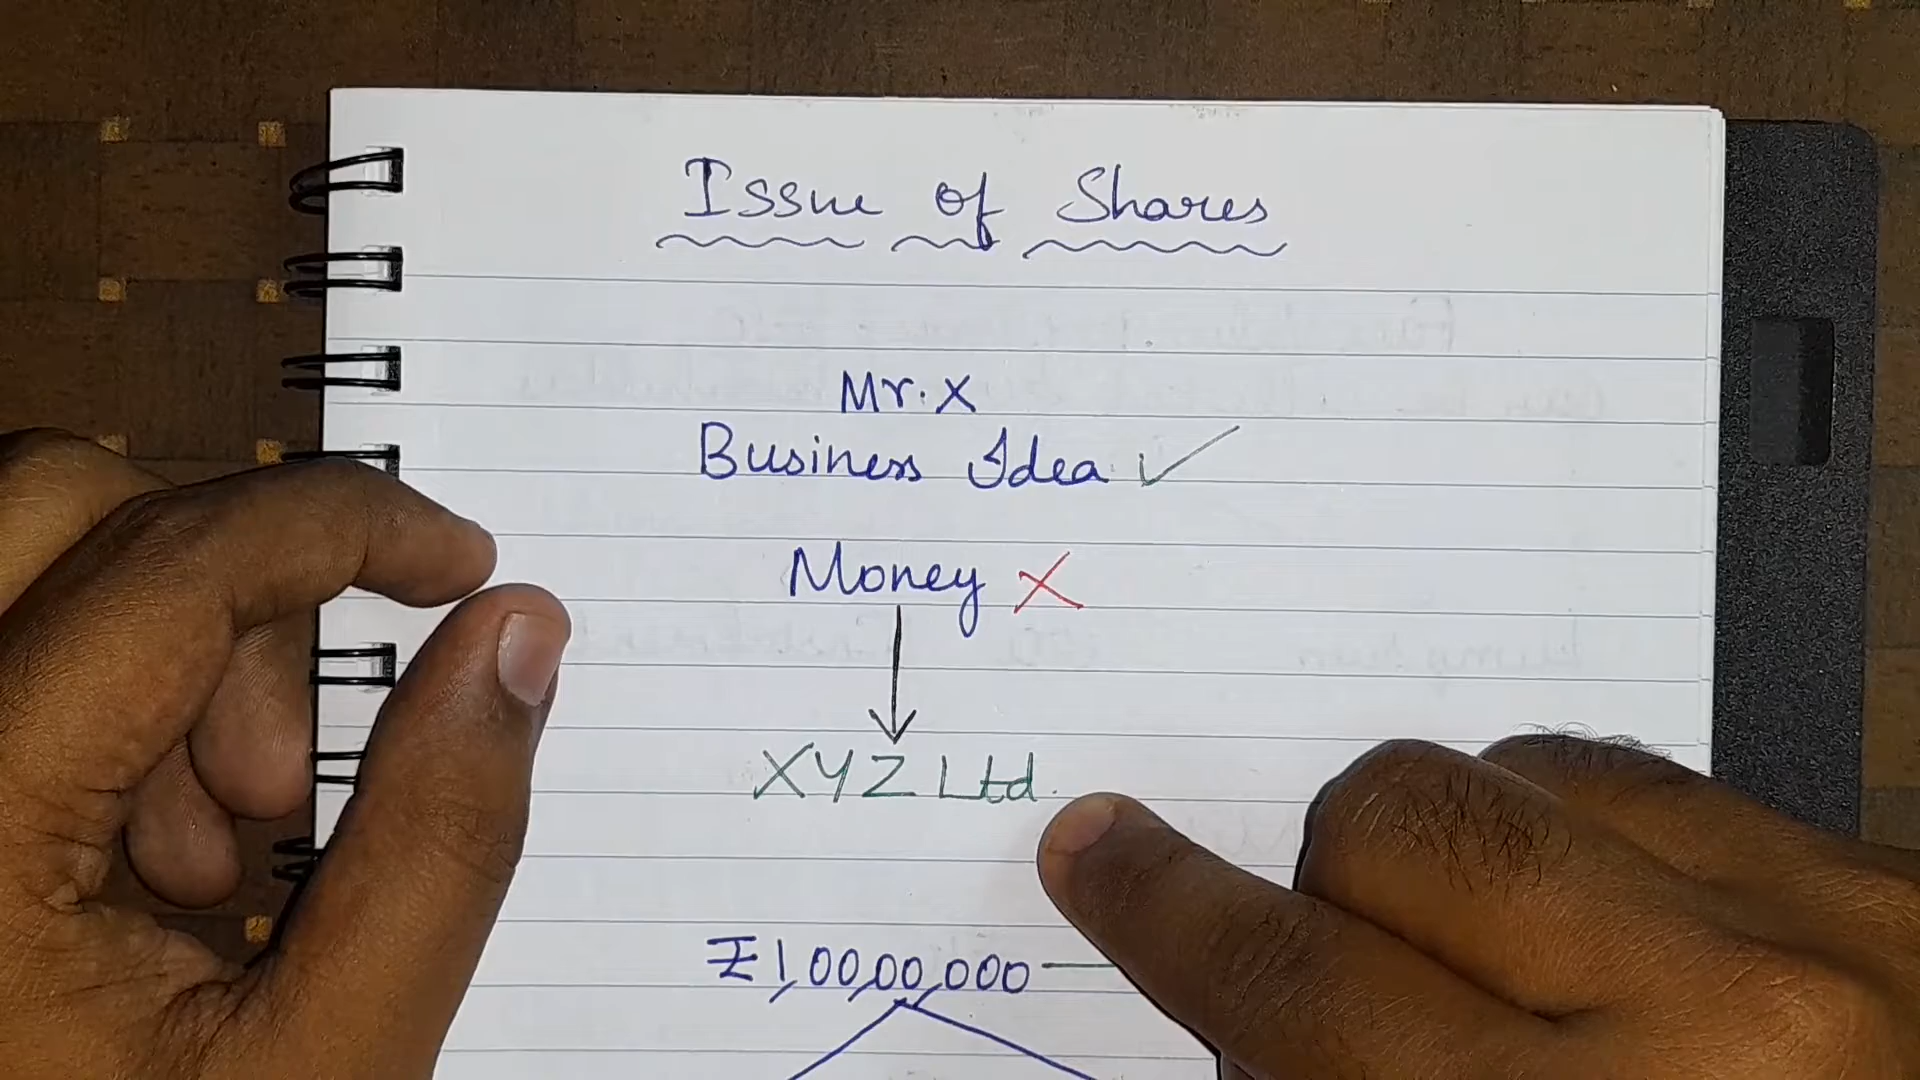 Issue of Shares
Mr. X
Business Idea ✓
Money X
XYZ Ltd.
₹1,00,00,000